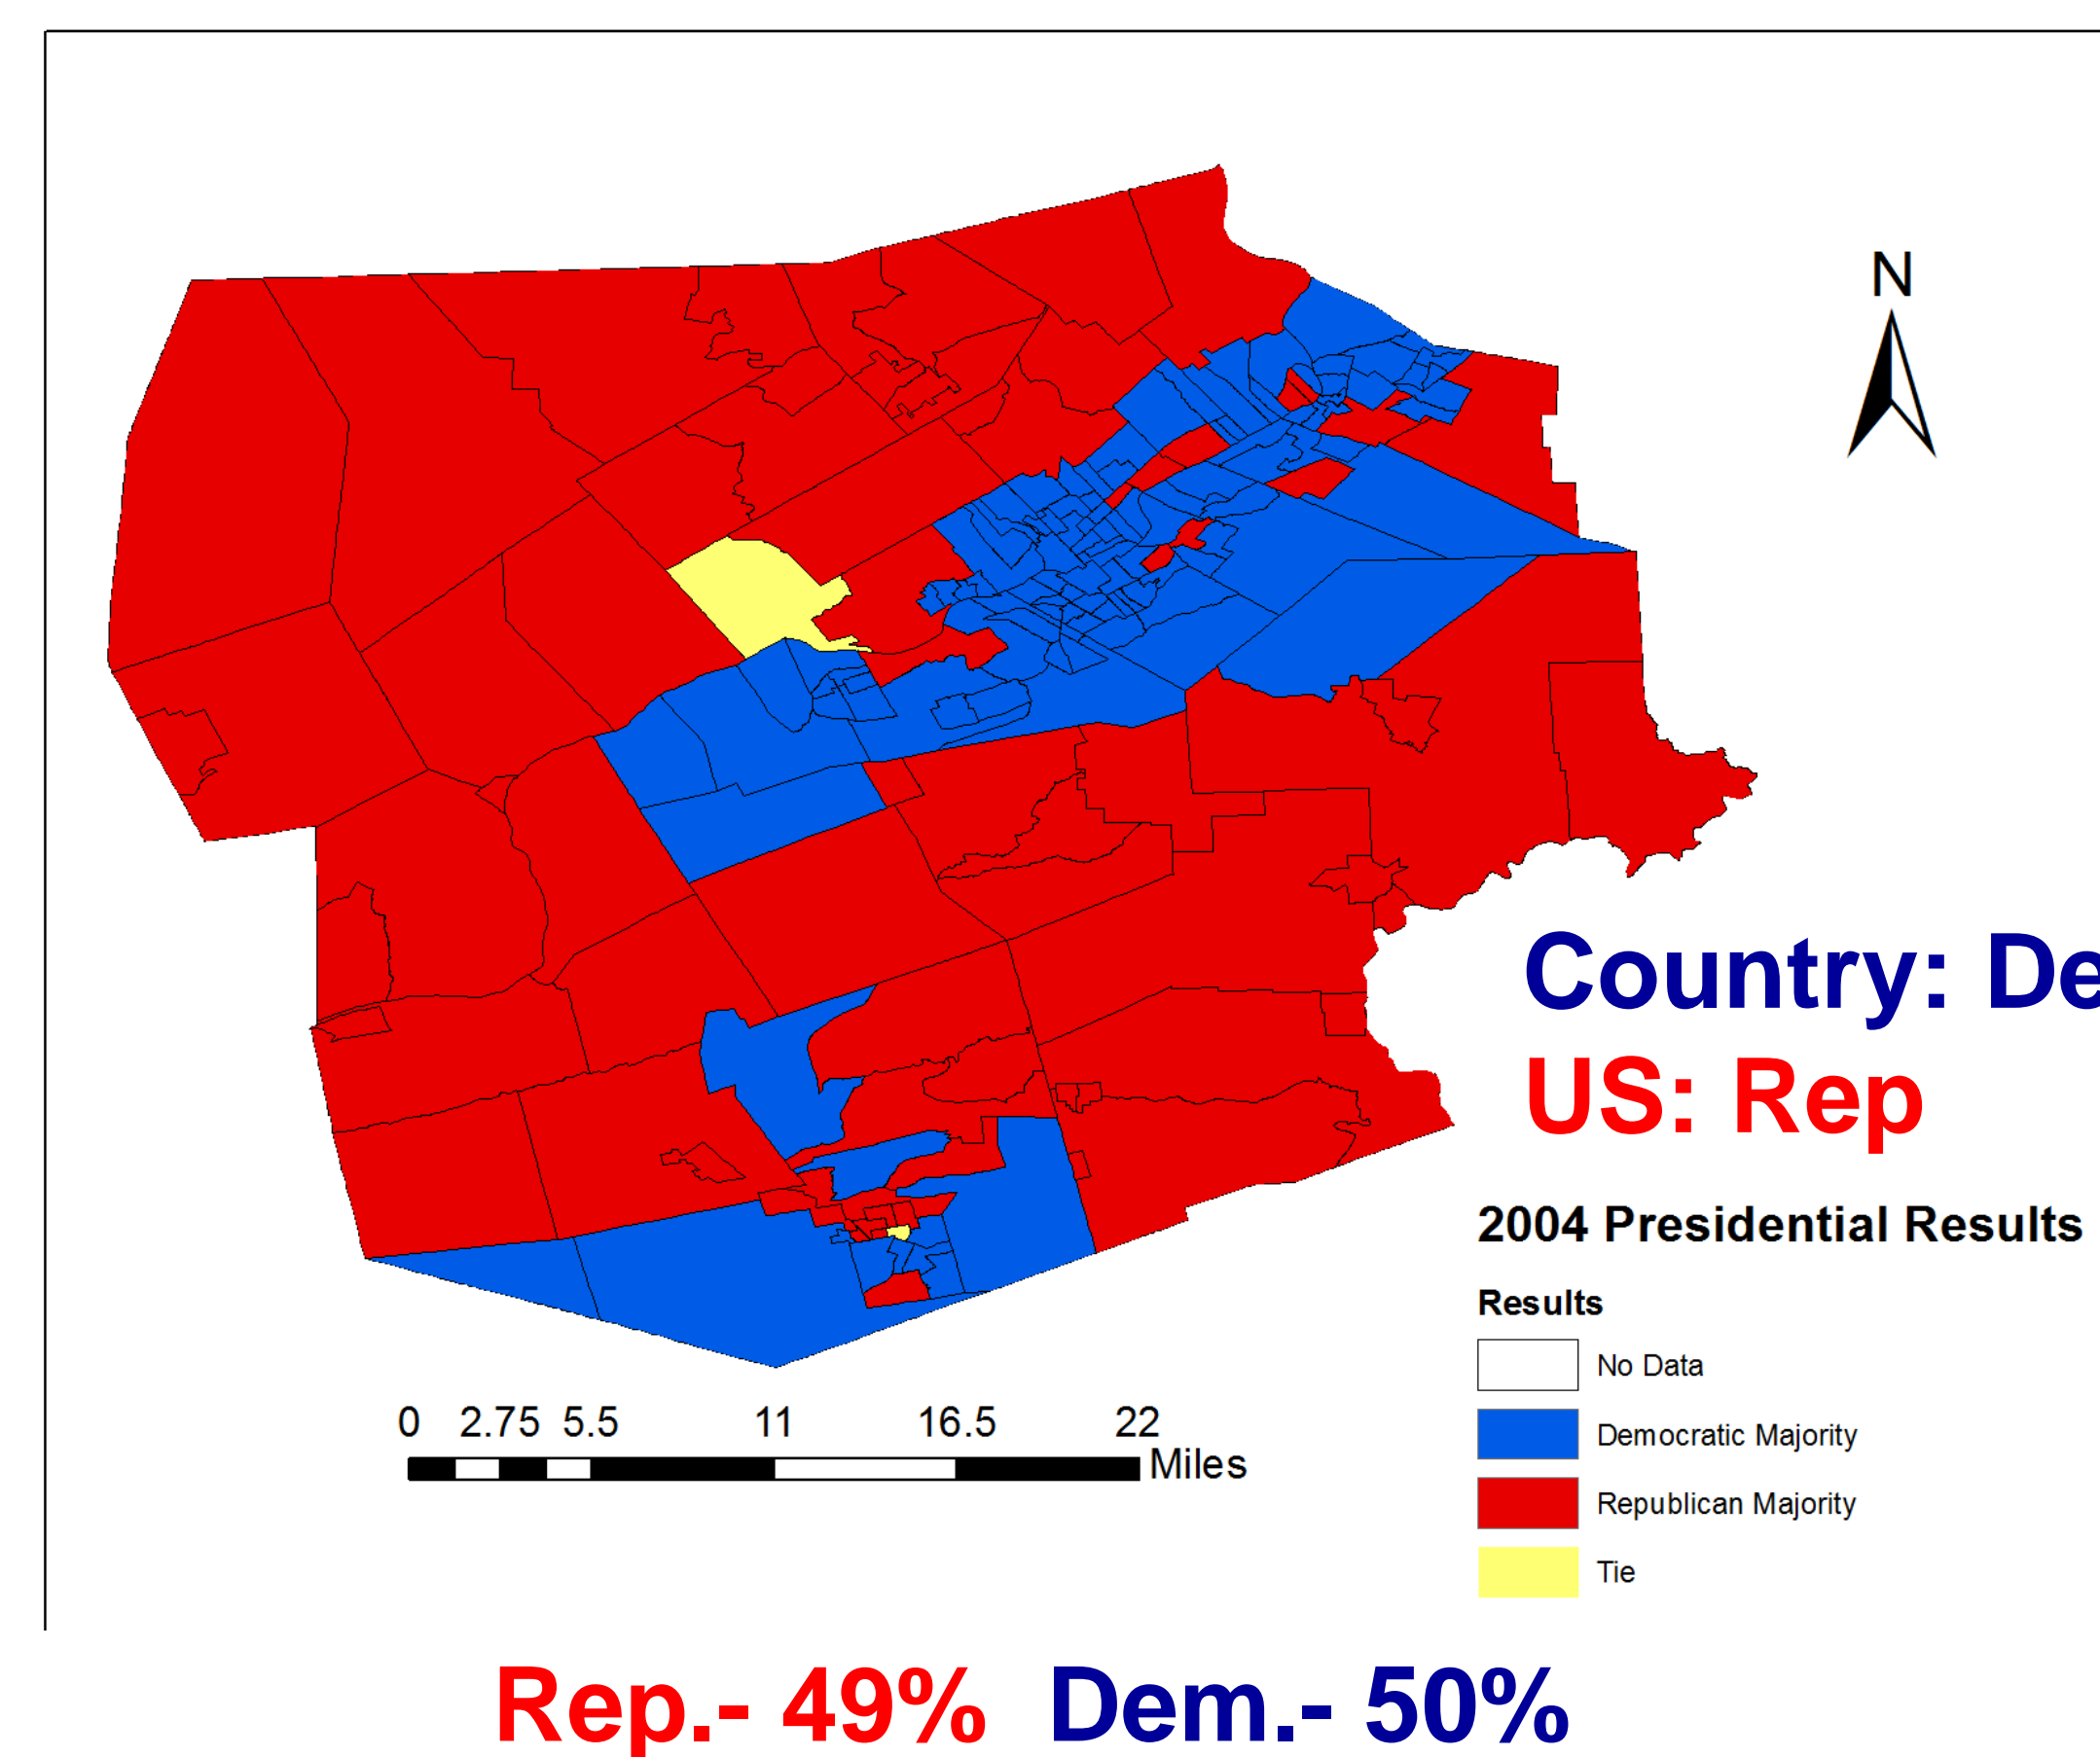 N
Country: De
US: Rep
2004 Presidential Results
Results
No Data
Democratic Majority
Republican Majority
Tie
0 2.75 5.5 11 16.5 22
Miles
Rep.- 49% Dem.- 50%